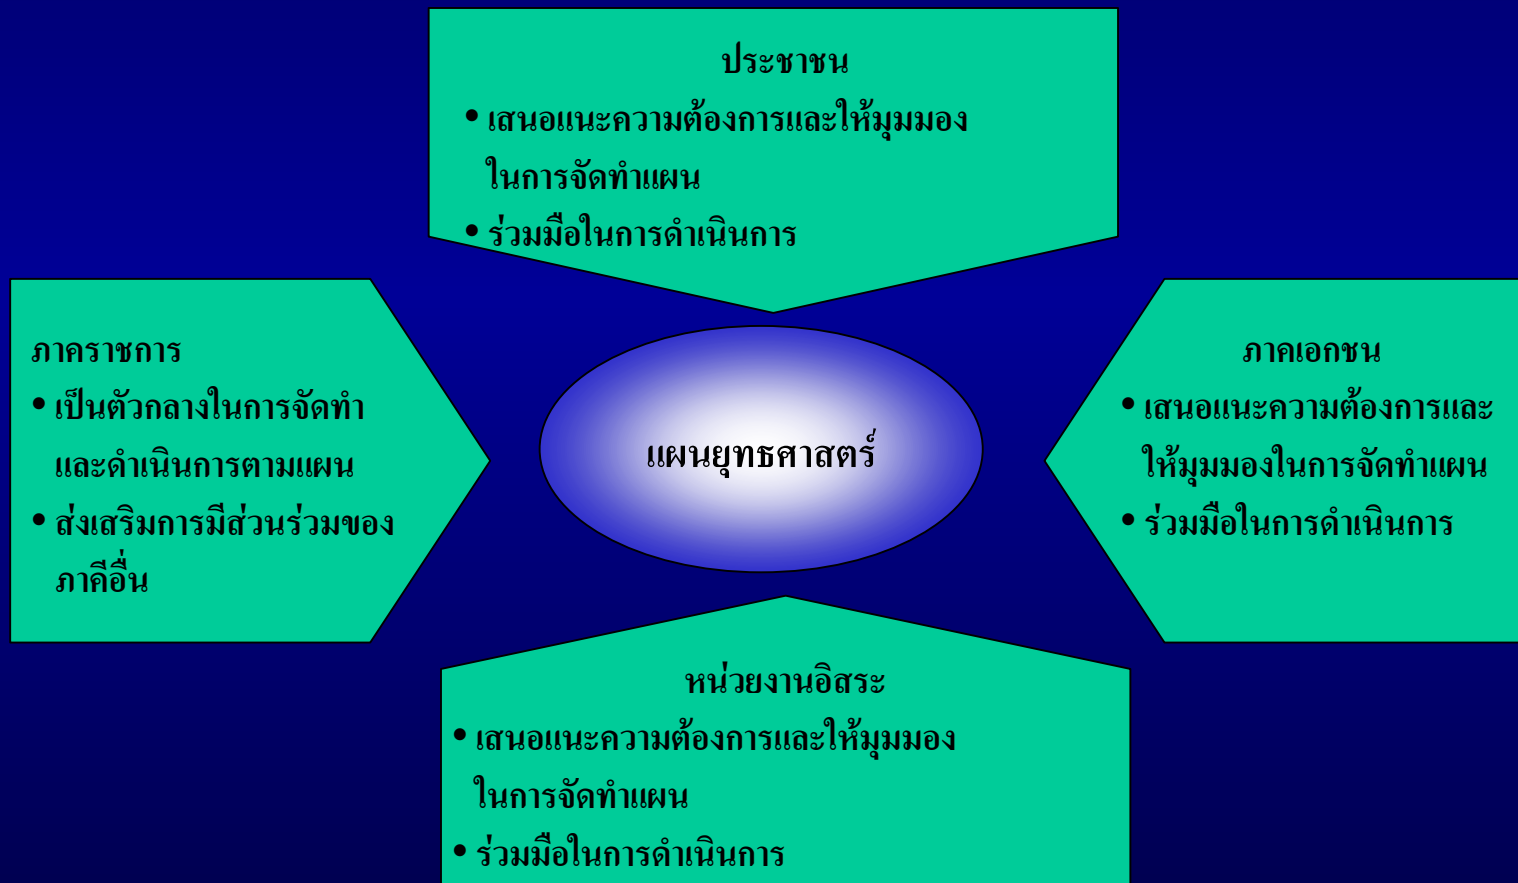 ประชาชน
• เสนอแนะความต้องการและให้มุมมอง
ในการจัดทำแผน
• ร่วมมือในการดำเนินการ
ภาคราชการ
• เป็นตัวกลางในการจัดทำ
และดำเนินการตามแผน
• ส่งเสริมการมีส่วนร่วมของ
ภาคีอื่น
แผนยุทธศาสตร์
ภาคเอกชน
• เสนอแนะความต้องการและ
ให้มุมมองในการจัดทำแผน
• ร่วมมือในการดำเนินการ
หน่วยงานอิสระ
• เสนอแนะความต้องการและให้มุมมอง
ในการจัดทำแผน
• ร่วมมือในการดำเนินการ